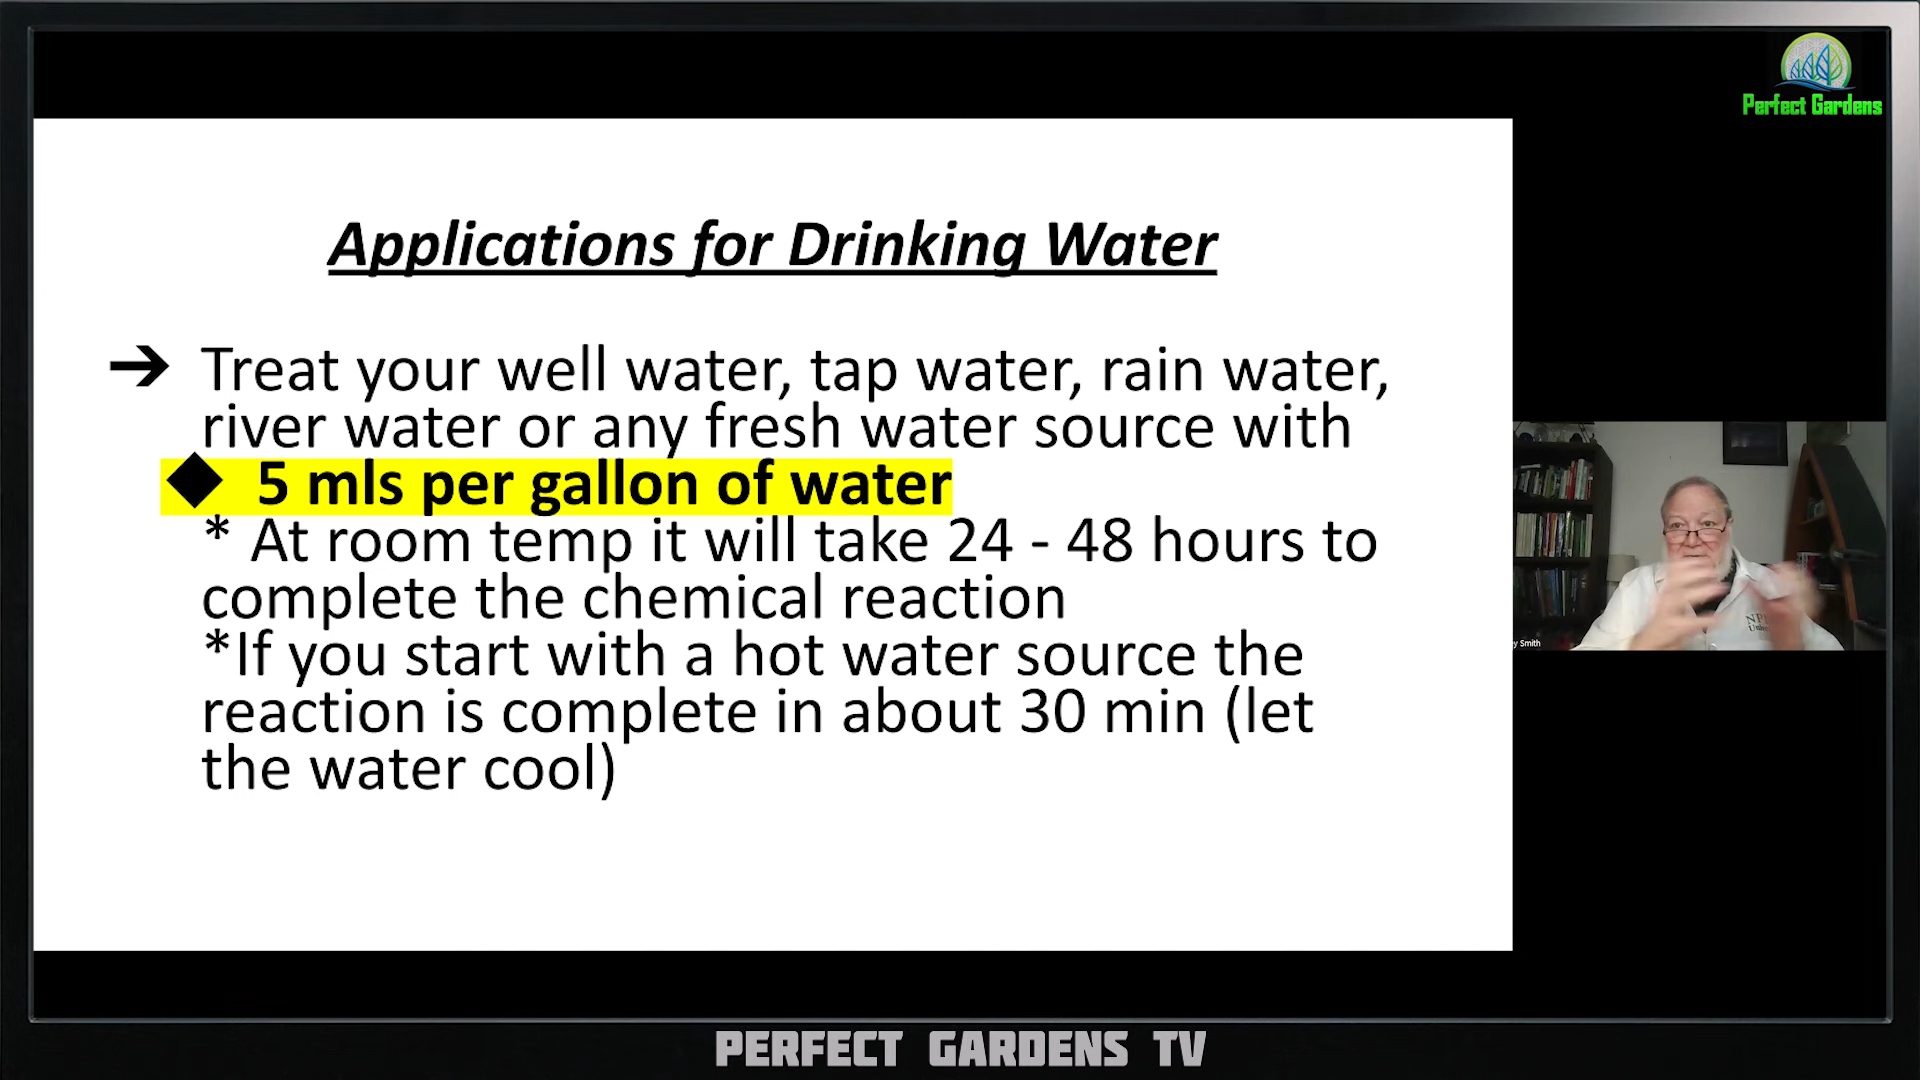 Perfect Gardens
Applications for Drinking Water
➔ Treat your well water, tap water, rain water,
river water or any fresh water source with
◆ 5 mls per gallon of water
* At room temp it will take 24 - 48 hours to
complete the chemical reaction
*If you start with a hot water source the
reaction is complete in about 30 min (let
the water cool)
y Smith
PERFECT GARDENS TV